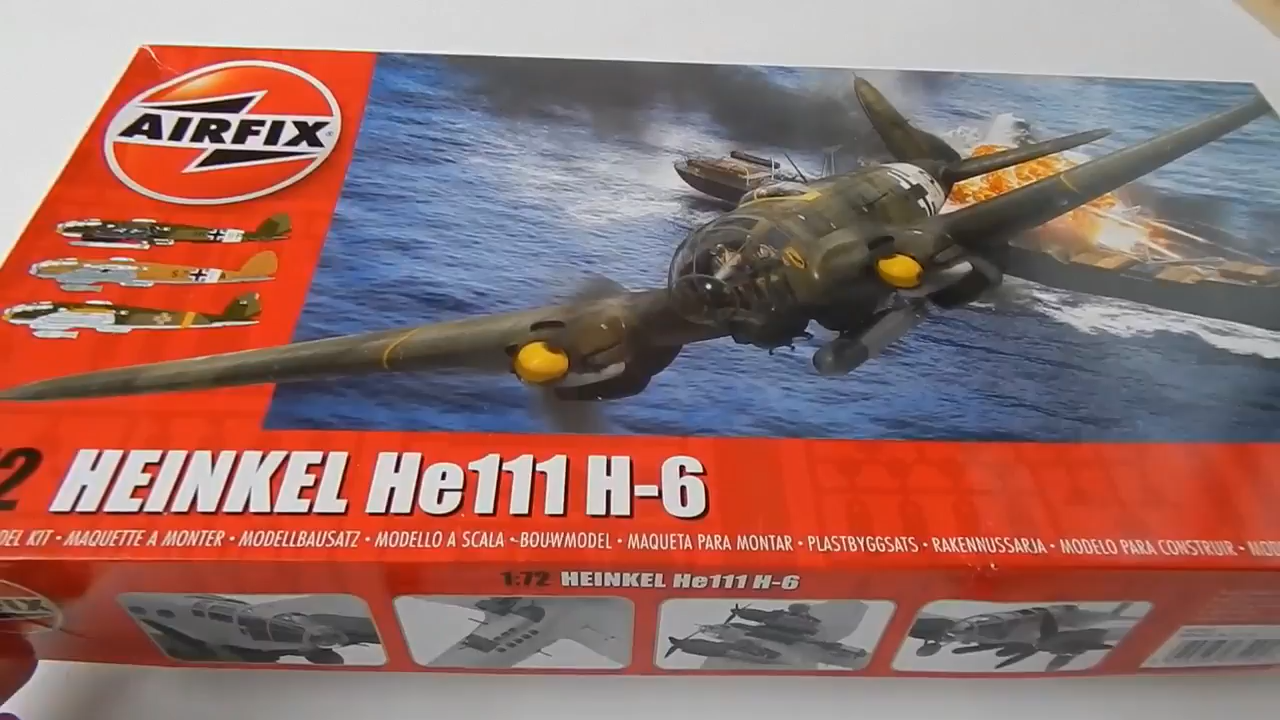 AIRFIX
HEINKEL He111 H-6
KIT • MAQUETTE A MONTER • MODELLBAUSATZ • MODELLO A SCALA • BOUWMODEL • MAQUETA PARA MONTAR • PLASTBYGGSATS • RAKENNUSSARJA • MODELO PARA CONSTRUIR
1:72 HEINKEL He111 H-6